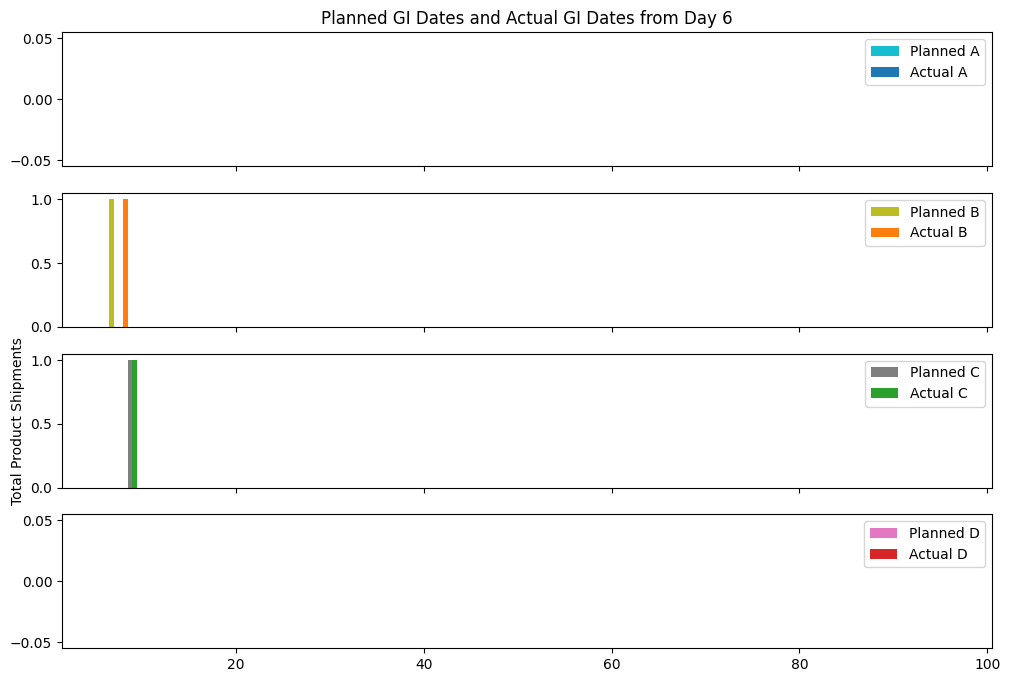 Planned GI Dates and Actual GI Dates from Day 6
0.05
0.00
−0.05
Planned A
Actual A
1.0
0.5
0.0
Planned B
Actual B
Total Product Shipments
1.0
0.5
0.0
Planned C
Actual C
0.05
0.00
−0.05
Planned D
Actual D
20 40 60 80 100